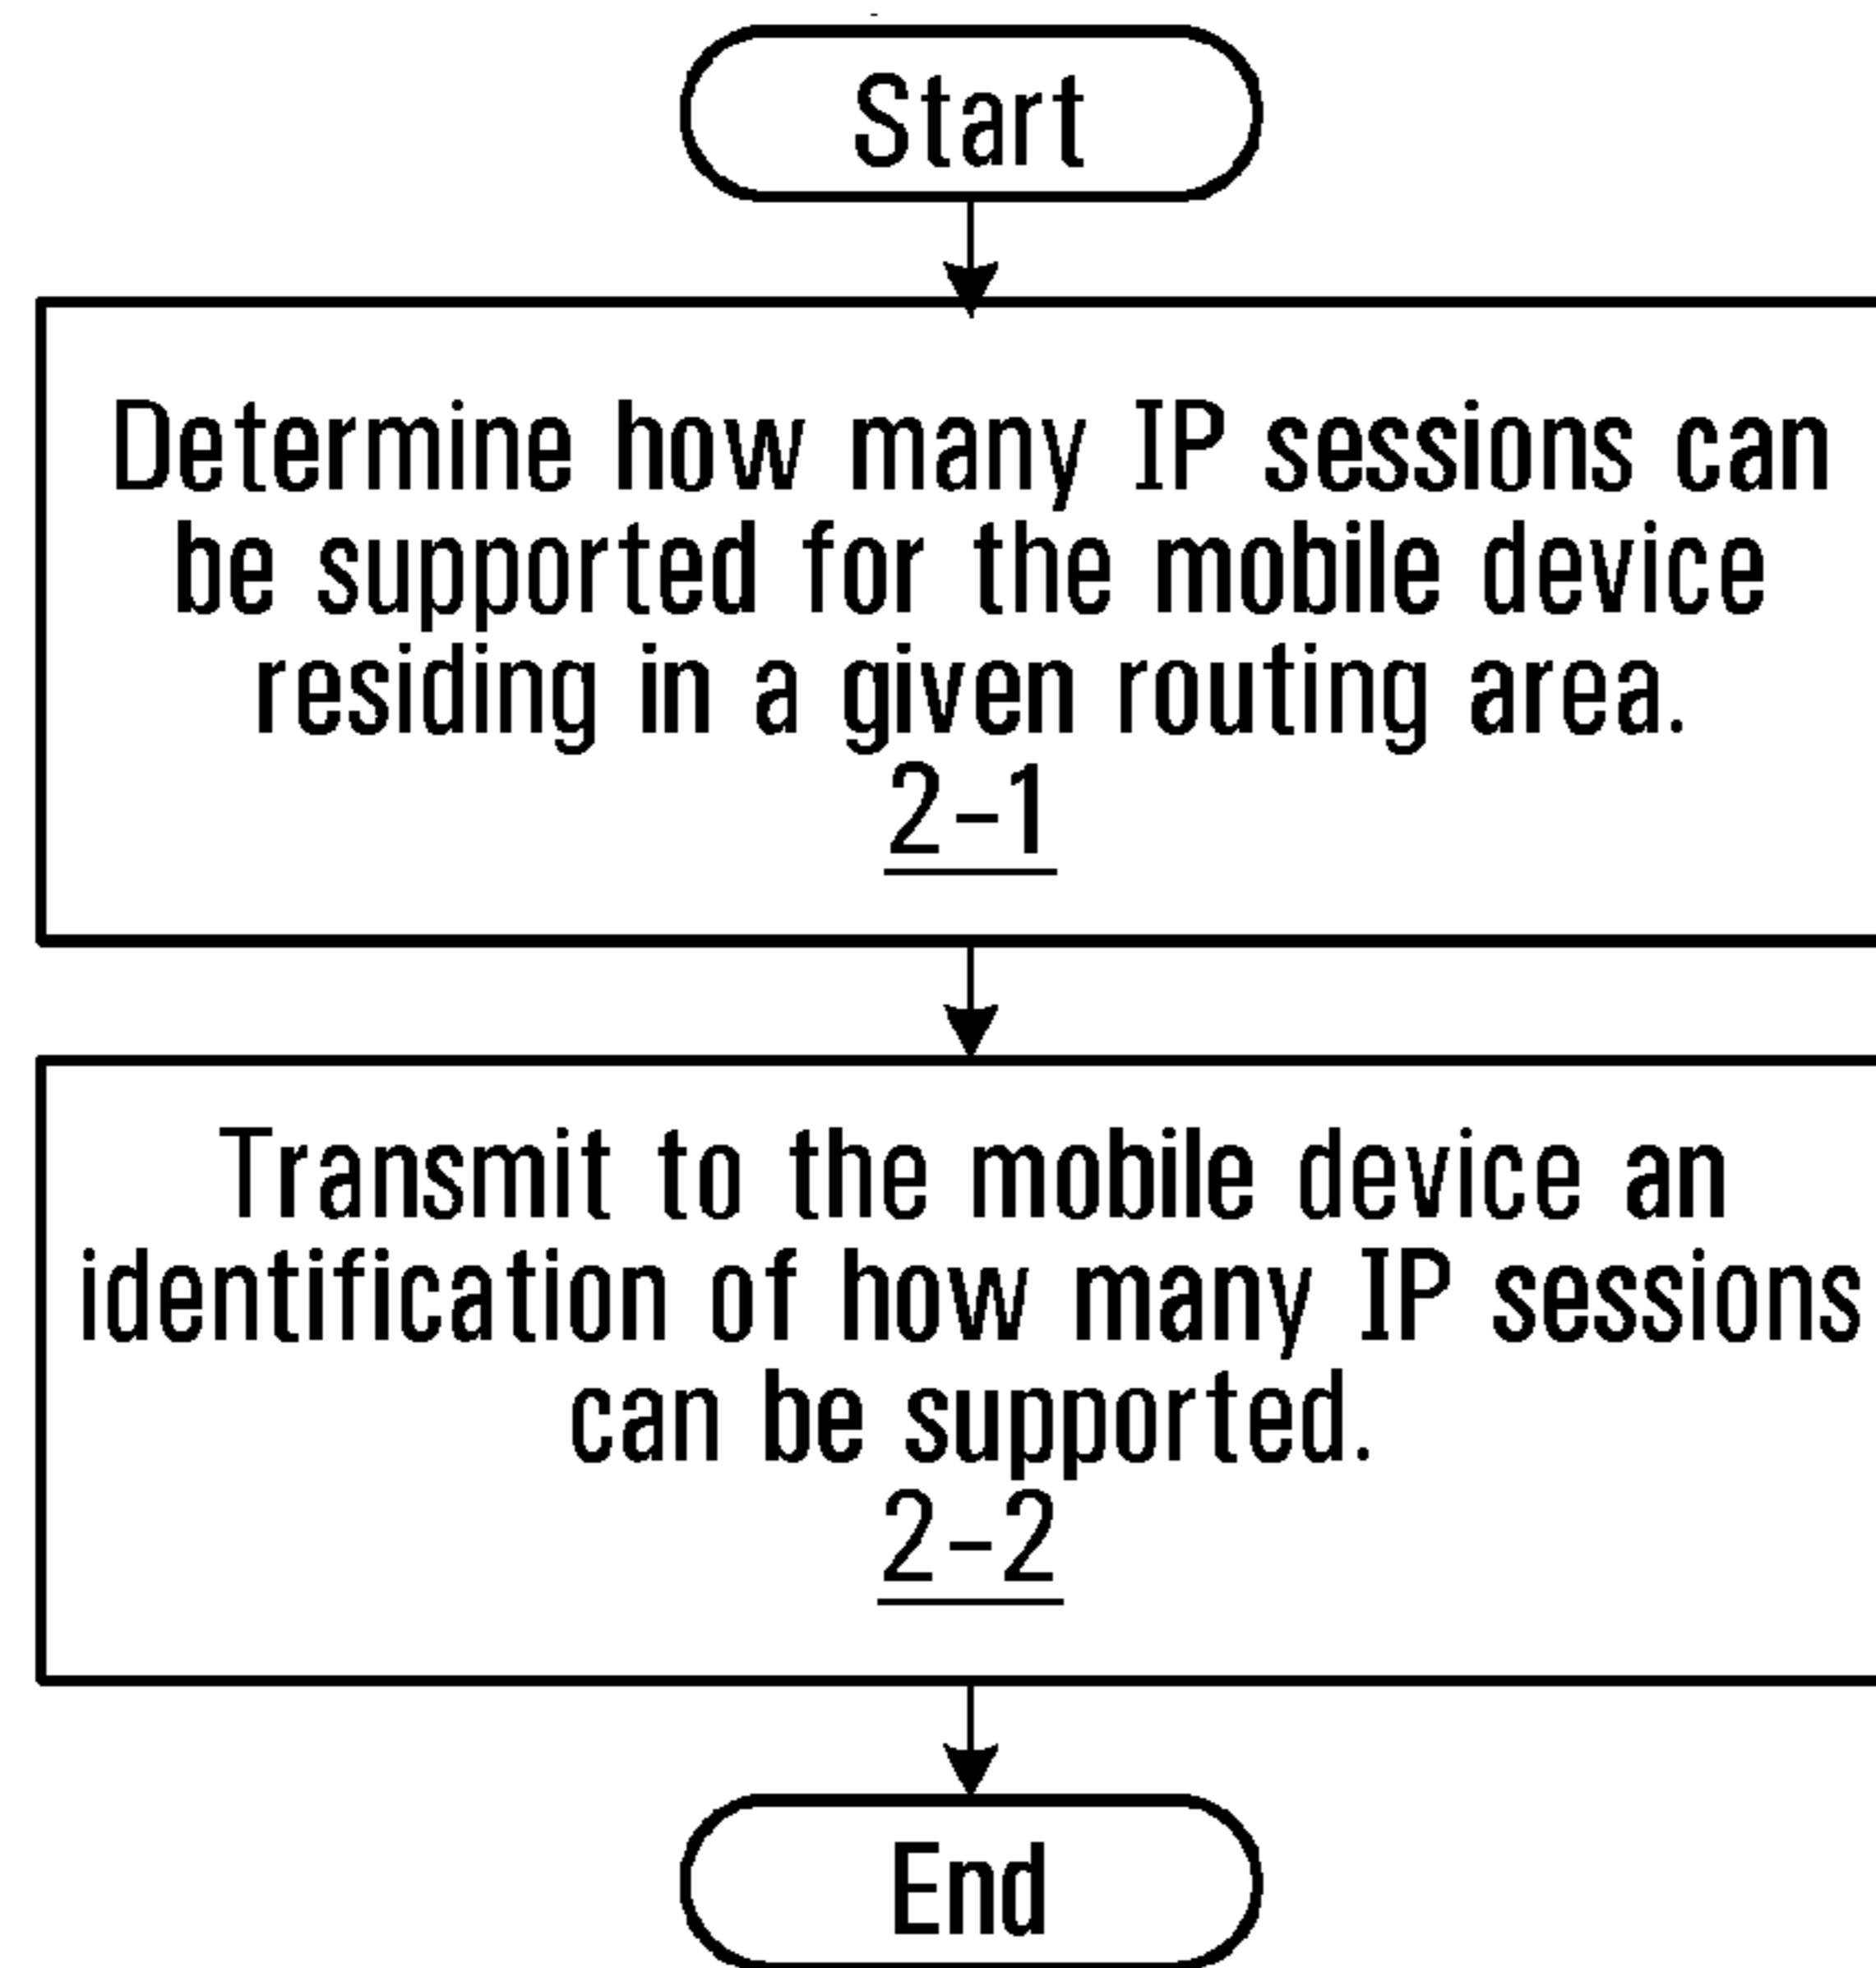 Start
Determine how many IP sessions can
be supported for the mobile device
residing in a given routing area.
2-1
Transmit to the mobile device an
identification of how many IP sessions
can be supported.
2-2
End